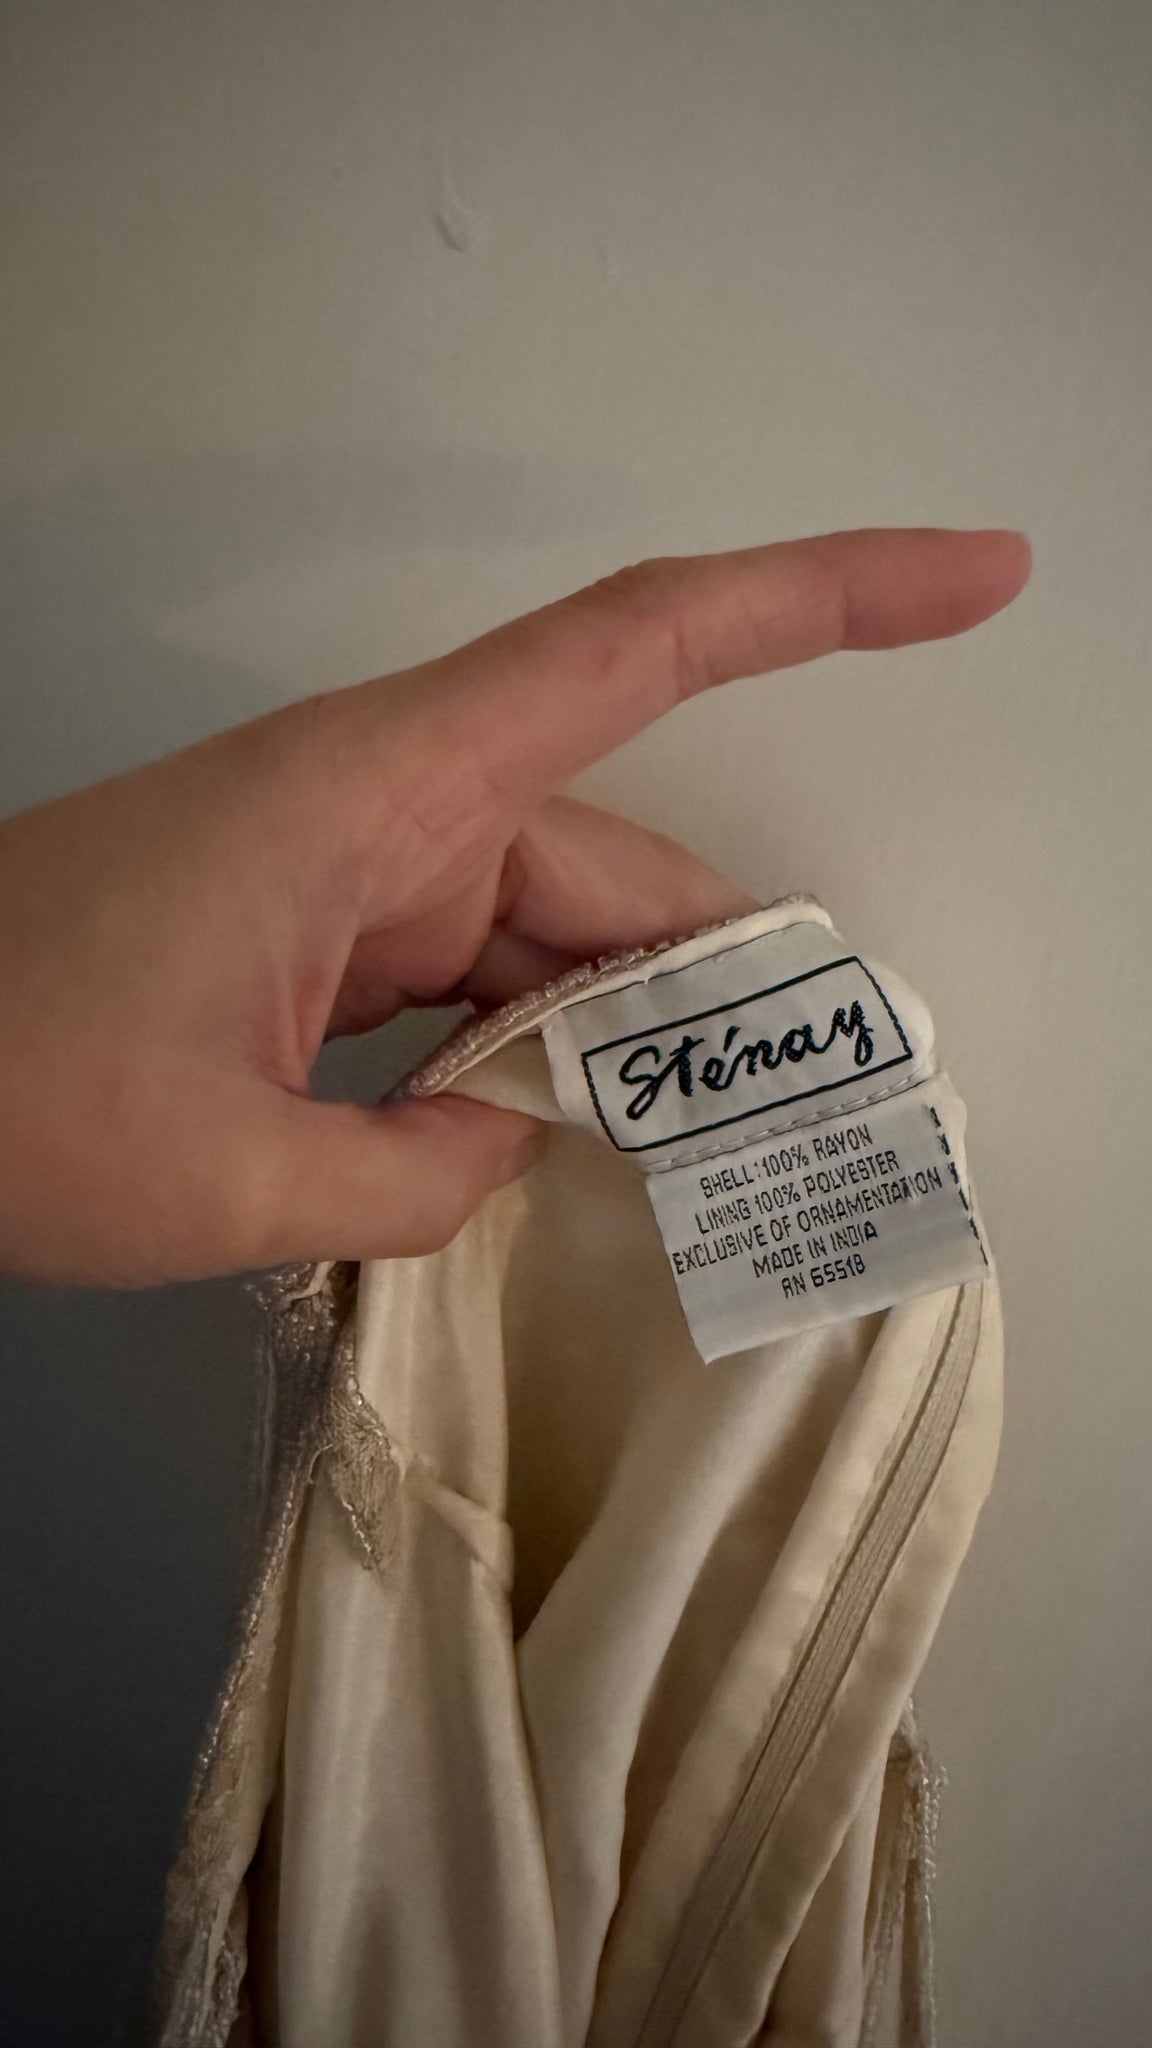 Sténay
SHELL:100% RAYON
LINING 100% POLYESTER
EXCLUSIVE OF ORNAMENTATION
MADE IN INDIA
RN 65518